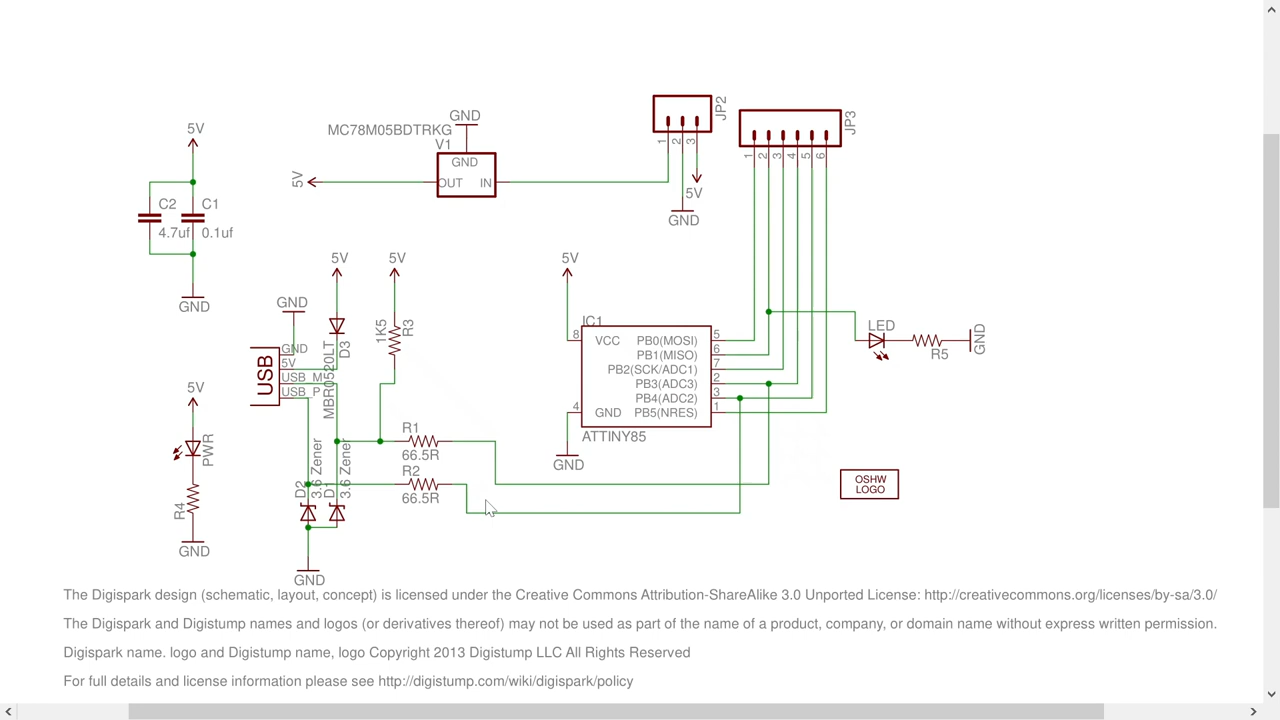 JP2
JP3
5V
GND
MC78M05BDTRKG
V1
GND
OUT
IN
5V
1
2
3
1
2
3
4
5
6
5V
GND
C2
C1
4.7uf
0.1uf
GND
5V
5V
5V
GND
1K5
R3
D3
MBR0520LT
USB
GND
5V
USB_M
USB_P
IC1
8
VCC
PB0(MOSI)
5
PB1(MISO)
6
PB2(SCK/ADC1)
7
PB3(ADC3)
2
PB4(ADC2)
3
4
GND
PB5(NRES)
1
ATTINY85
GND
LED
R5
GND
5V
PWR
R4
GND
R1
66.5R
R2
66.5R
D2
3.6 Zener
D1
3.6 Zener
GND
OSHW
LOGO
The Digispark design (schematic, layout, concept) is licensed under the Creative Commons Attribution-ShareAlike 3.0 Unported License: http://creativecommons.org/licenses/by-sa/3.0/
The Digispark and Digistump names and logos (or derivatives thereof) may not be used as part of the name of a product, company, or domain name without express written permission.
Digispark name. logo and Digistump name, logo Copyright 2013 Digistump LLC All Rights Reserved
For full details and license information please see http://digistump.com/wiki/digispark/policy